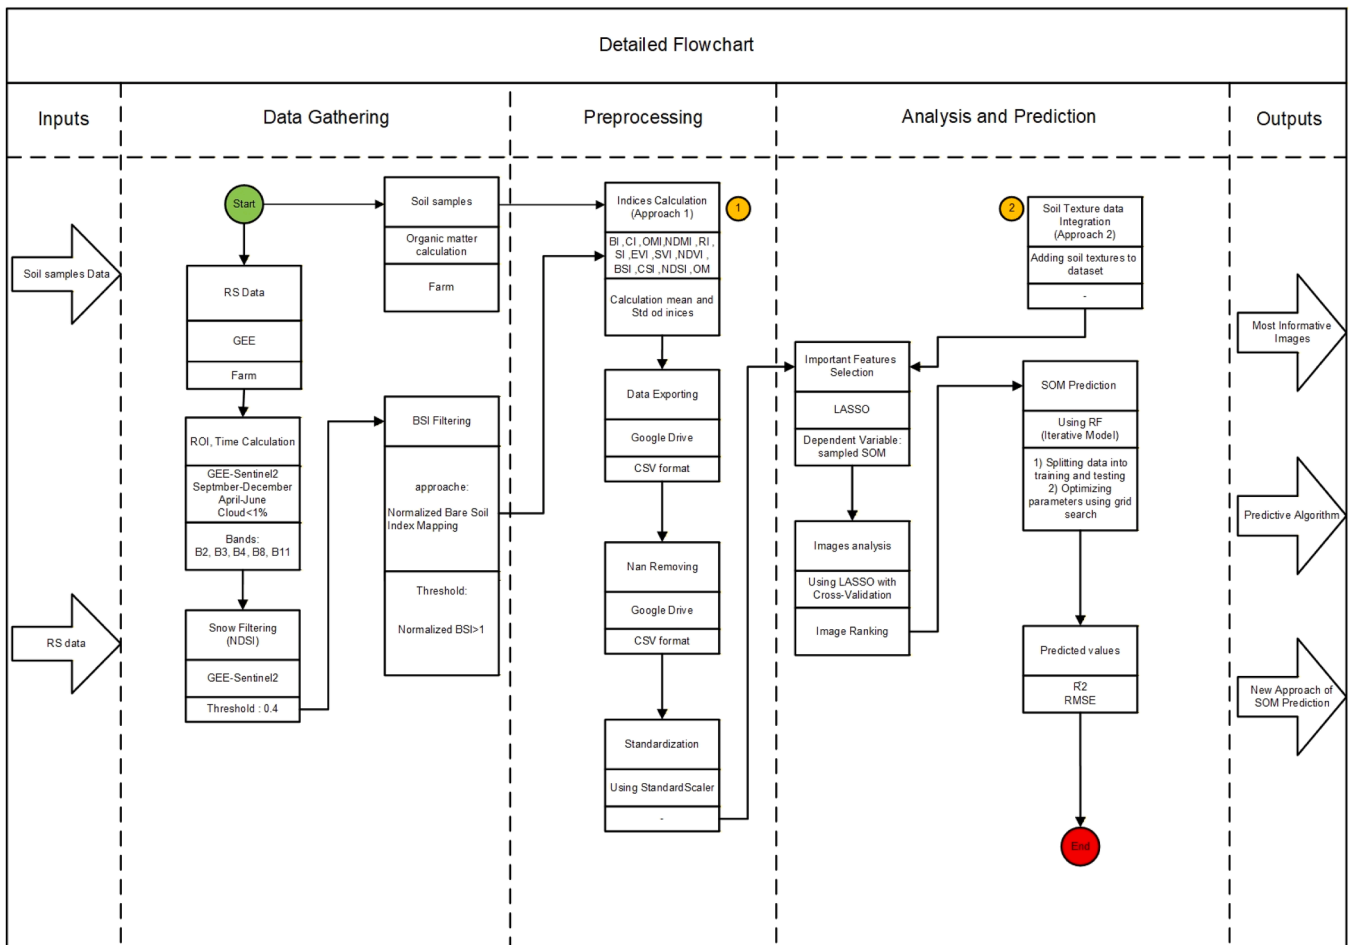 Detailed Flowchart
Inputs
Data Gathering
Preprocessing
Analysis and Prediction
Outputs
Soil samples Data
RS data
Start
RS Data
GEE
Farm
ROI, Time Calculation
GEE-Sentinel2
Septmber-December
April-June
Cloud<1%
Bands:
B2, B3, B4, B8, B11
Snow Filtering
(NDSI)
GEE-Sentinel2
Threshold : 0.4
Soil samples
Organic matter
calculation
Farm
BSI Filtering
approache:
Normalized Bare Soil
Index Mapping
Threshold:
Normalized BSI>1
Indices Calculation
(Approach 1)
1
BI ,CI ,OMI,NDMI ,RI ,
SI ,EVI ,SVI ,NDVI ,
BSI ,CSI ,NDSI ,OM
Calculation mean and
Std od inices
Data Exporting
Google Drive
CSV format
Nan Removing
Google Drive
CSV format
Standardization
Using StandardScaler
-
2
Soil Texture data
Integration
(Approach 2)
Adding soil textures to
dataset
-
Important Features
Selection
LASSO
Dependent Variable:
sampled SOM
Images analysis
Using LASSO with
Cross-Validation
Image Ranking
SOM Prediction
Using RF
(Iterative Model)
1) Splitting data into
training and testing
2) Optimizing
parameters using grid
search
Predicted values
R2
RMSE
End
Most Informative
Images
Predictive Algorithm
New Approach of
SOM Prediction